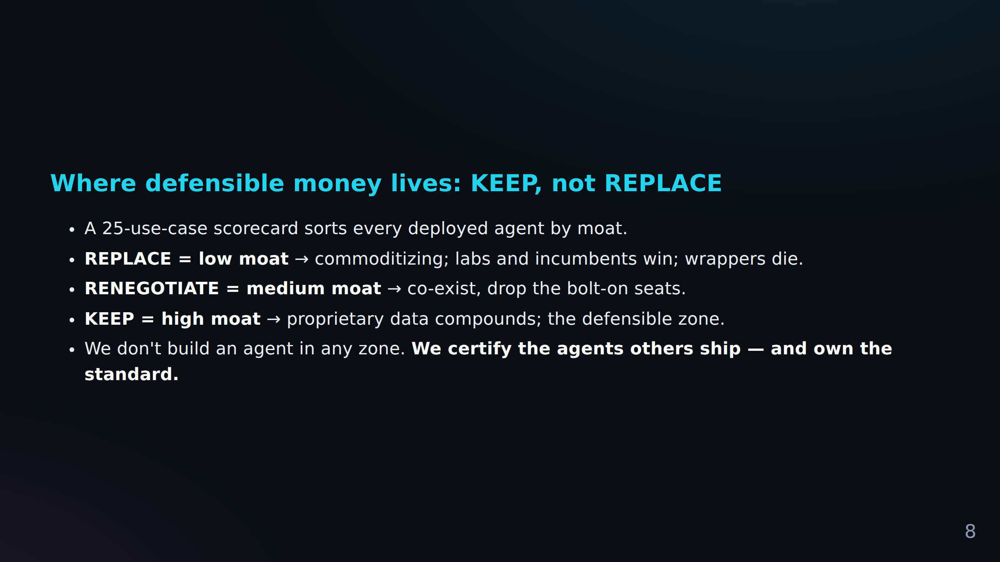 Where defensible money lives: KEEP, not REPLACE
• A 25-use-case scorecard sorts every deployed agent by moat.
• REPLACE = low moat → commoditizing; labs and incumbents win; wrappers die.
• RENEGOTIATE = medium moat → co-exist, drop the bolt-on seats.
• KEEP = high moat → proprietary data compounds; the defensible zone.
• We don't build an agent in any zone. We certify the agents others ship — and own the
standard.
8